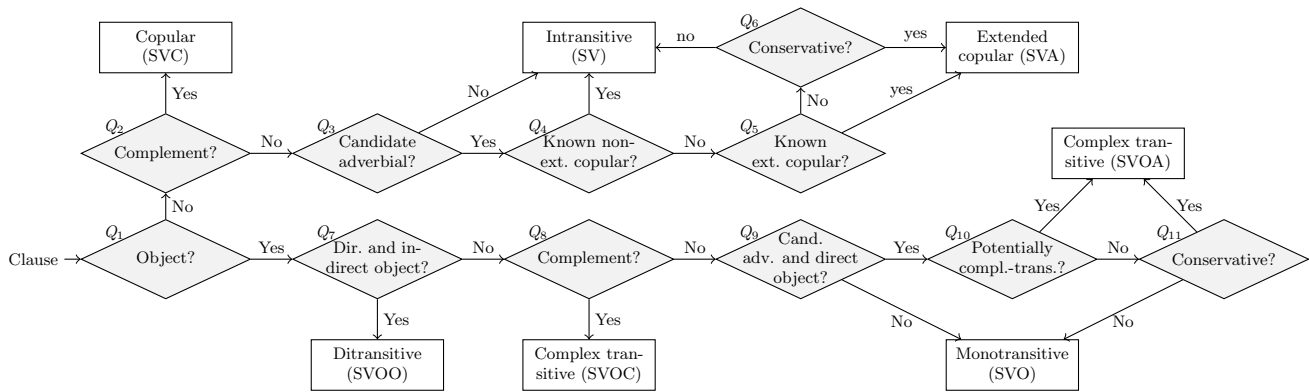 Copular
(SVC)
Intransitive
(SV)
Q6
Conservative?
no
yes
Extended
copular (SVA)
Yes
No
Yes
No
yes
Q2
Complement?
No
Q3
Candidate
adverbial?
Yes
Q4
Known non-
ext. copular?
No
Q5
Known
ext. copular?
Complex tran-
sitive (SVOA)
No
Yes
Yes
Clause
Q1
Object?
Yes
Q7
Dir. and in-
direct object?
No
Q8
Complement?
No
Q9
Cand.
adv. and direct
object?
Yes
Q10
Potentially
compl.-trans.?
No
Q11
Conservative?
Yes
Yes
No
No
Ditransitive
(SVOO)
Complex tran-
sitive (SVOC)
Monotransitive
(SVO)